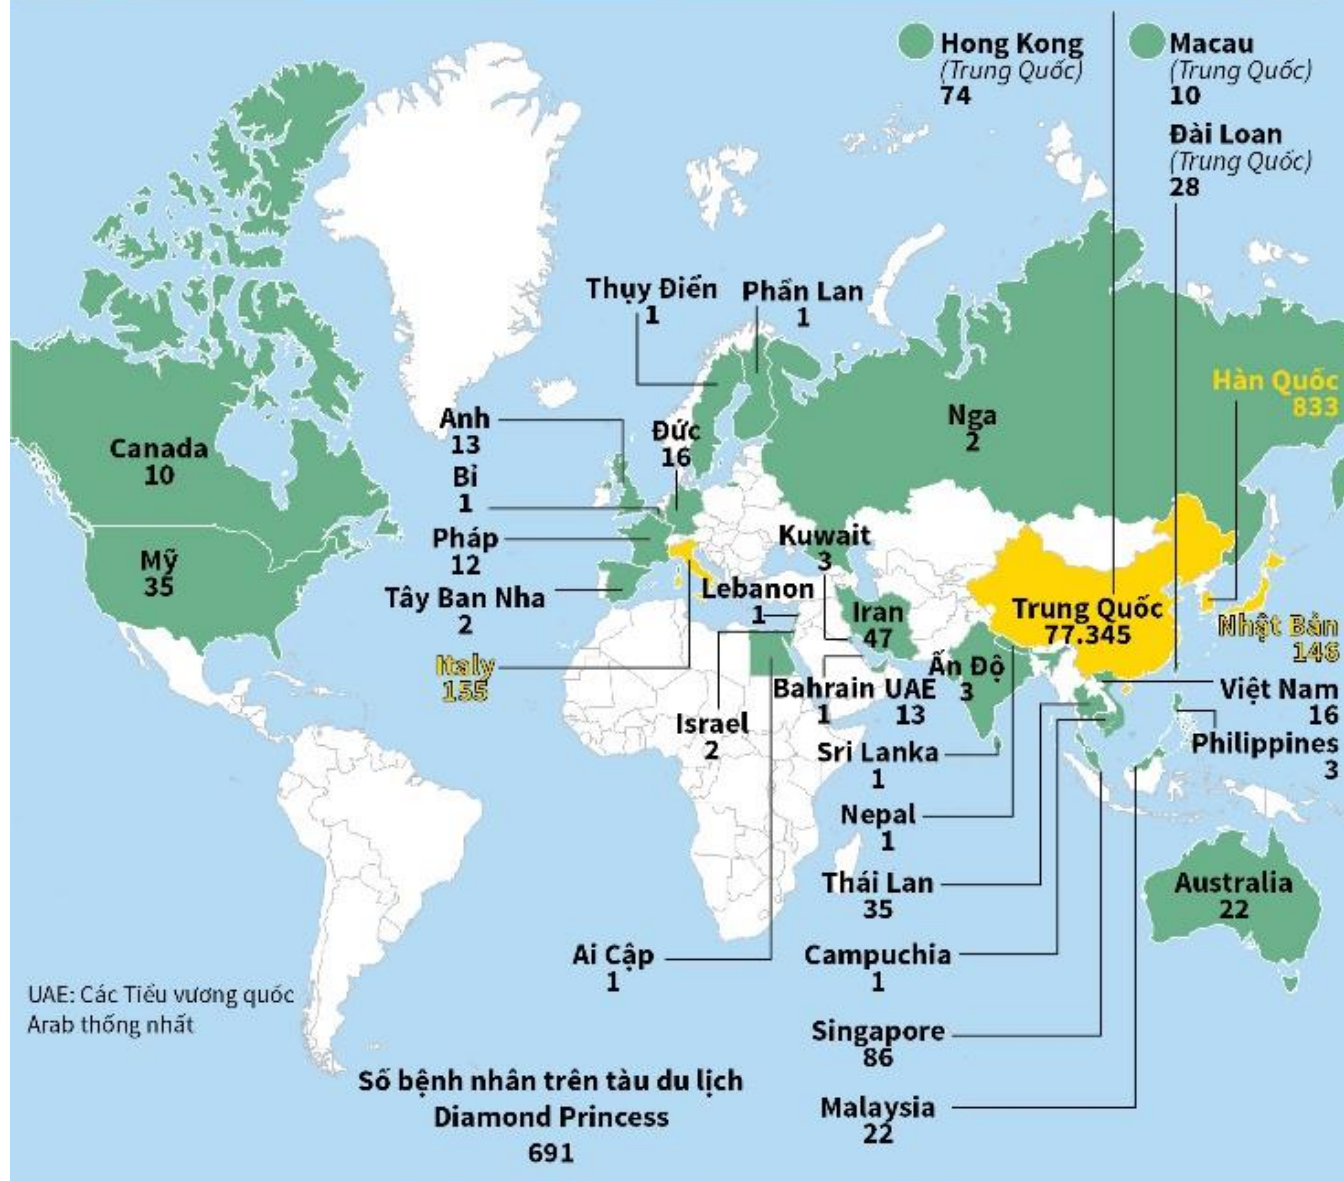 Hong Kong
(Trung Quốc)
74
Macau
(Trung Quốc)
10
Đài Loan
(Trung Quốc)
28
Thụy Điển
1
Phần Lan
1
Hàn Quốc
833
Anh
13
Đức
16
Nga
2
Canada
10
Bỉ
1
Pháp
12
Kuwait
3
Mỹ
35
Tây Ban Nha
2
Lebanon
1
Iran
47
Trung Quốc
77.345
Nhật Bản
146
Italy
155
Ấn Độ
3
Bahrain
1
UAE
13
Việt Nam
16
Israel
2
Sri Lanka
1
Philippines
3
Nepal
1
Thái Lan
35
Australia
22
Ai Cập
1
Campuchia
1
UAE: Các Tiểu vương quốc
Arab thống nhất
Singapore
86
Số bệnh nhân trên tàu du lịch
Diamond Princess
691
Malaysia
22